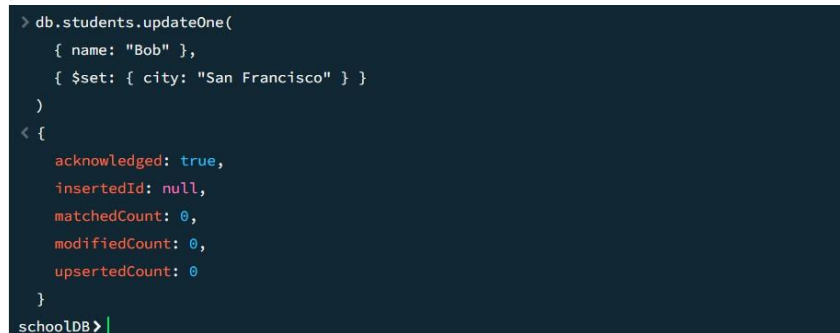 > db.students.updateOne(
{ name: "Bob" },
{ $set: { city: "San Francisco" } }
)
< {
acknowledged: true,
insertedId: null,
matchedCount: 0,
modifiedCount: 0,
upsertedCount: 0
}
schoolDB>